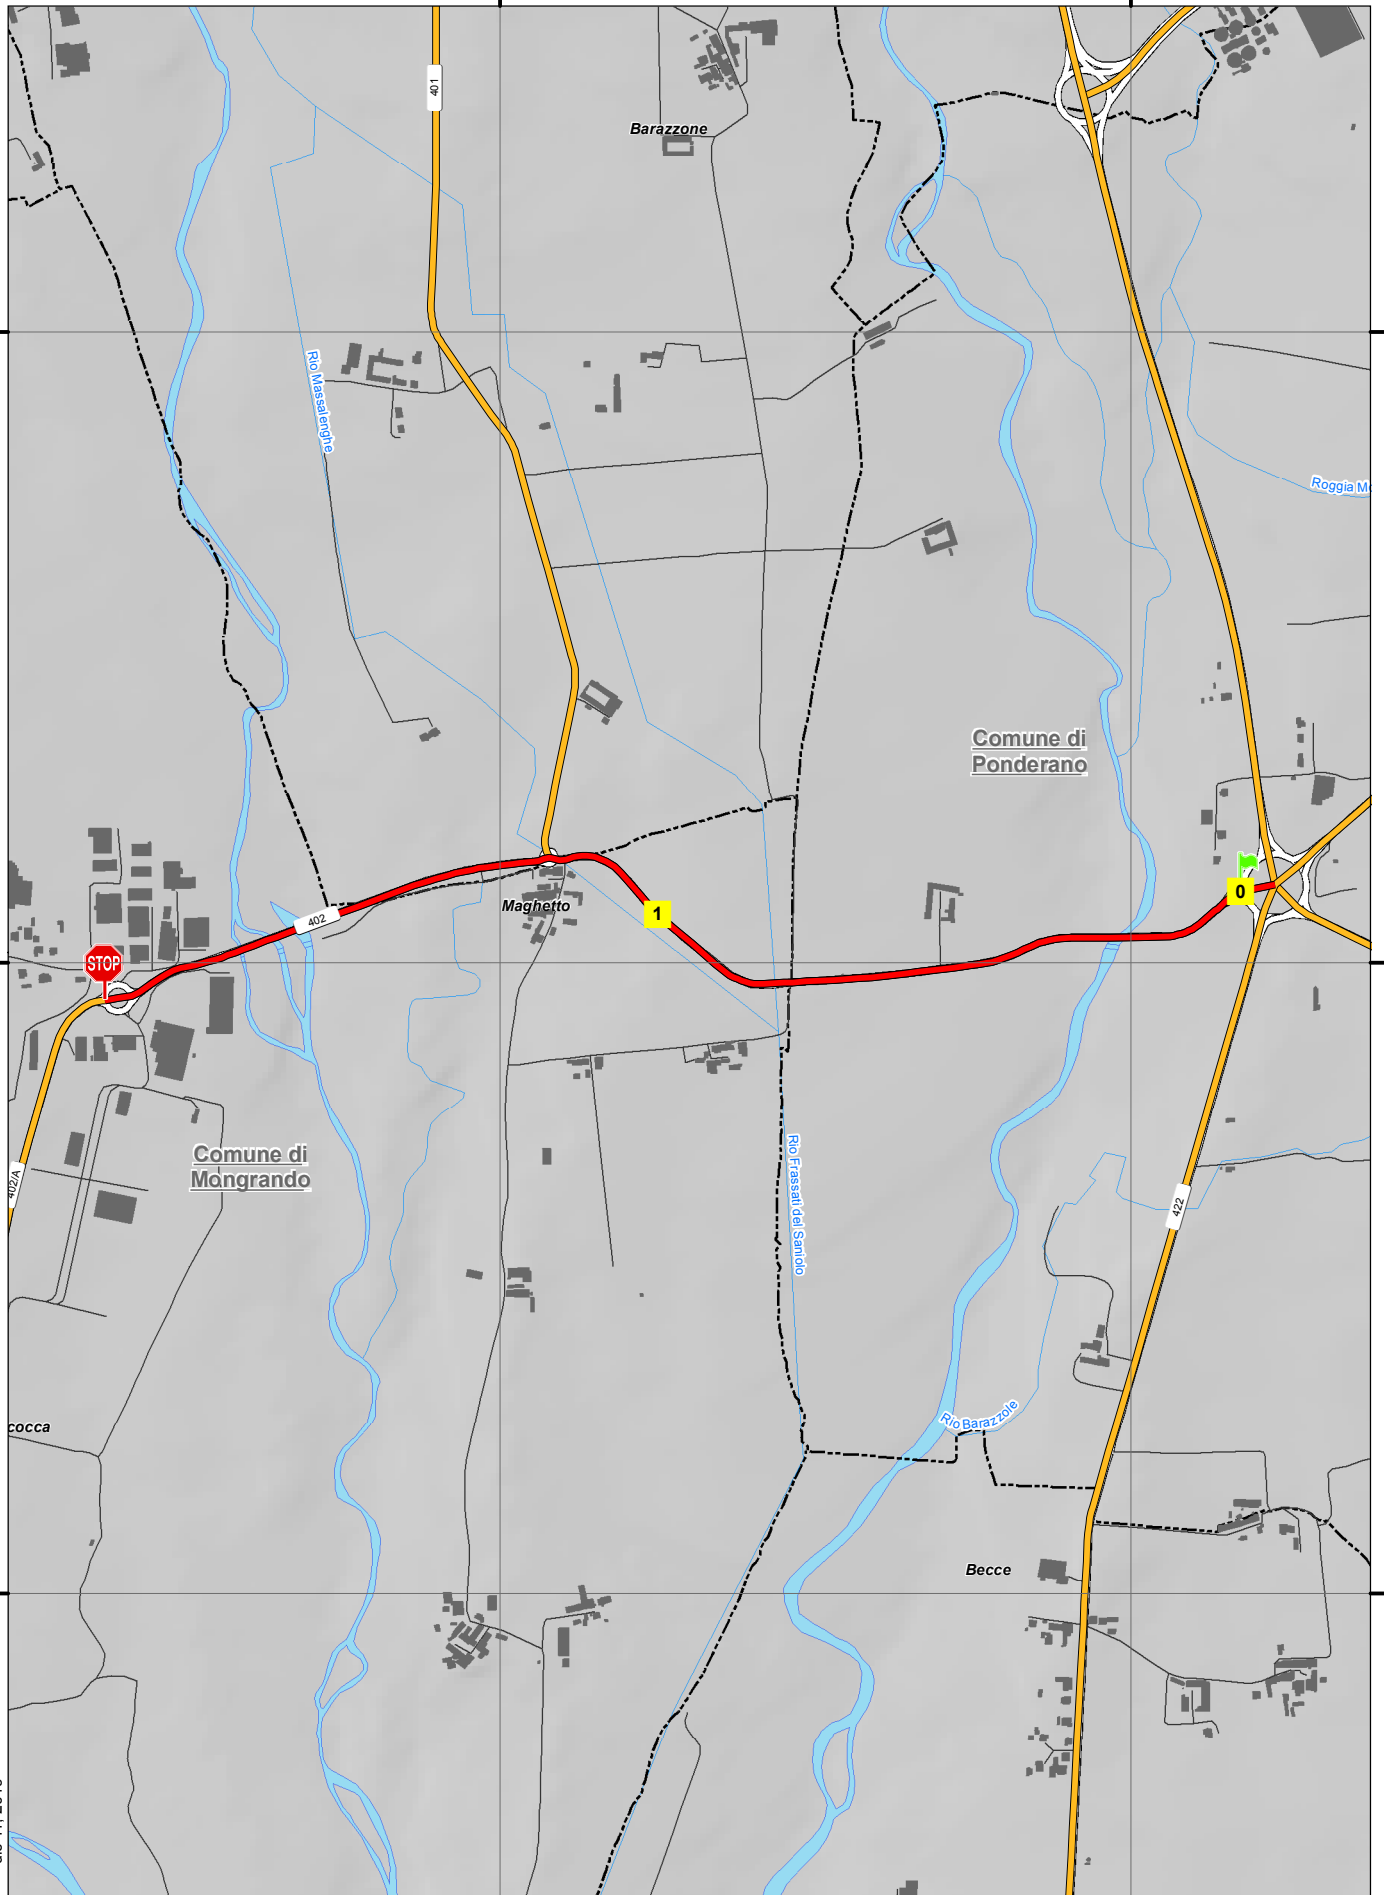 401
Barazzone
Rio Massalenghe
Roggia M
Comune di
Ponderano
0
Maghetto
1
402
STOP
Comune di
Mongrando
Rio Frassati del Saniolo
402/A
422
Rio Barazzole
cocca
Becce